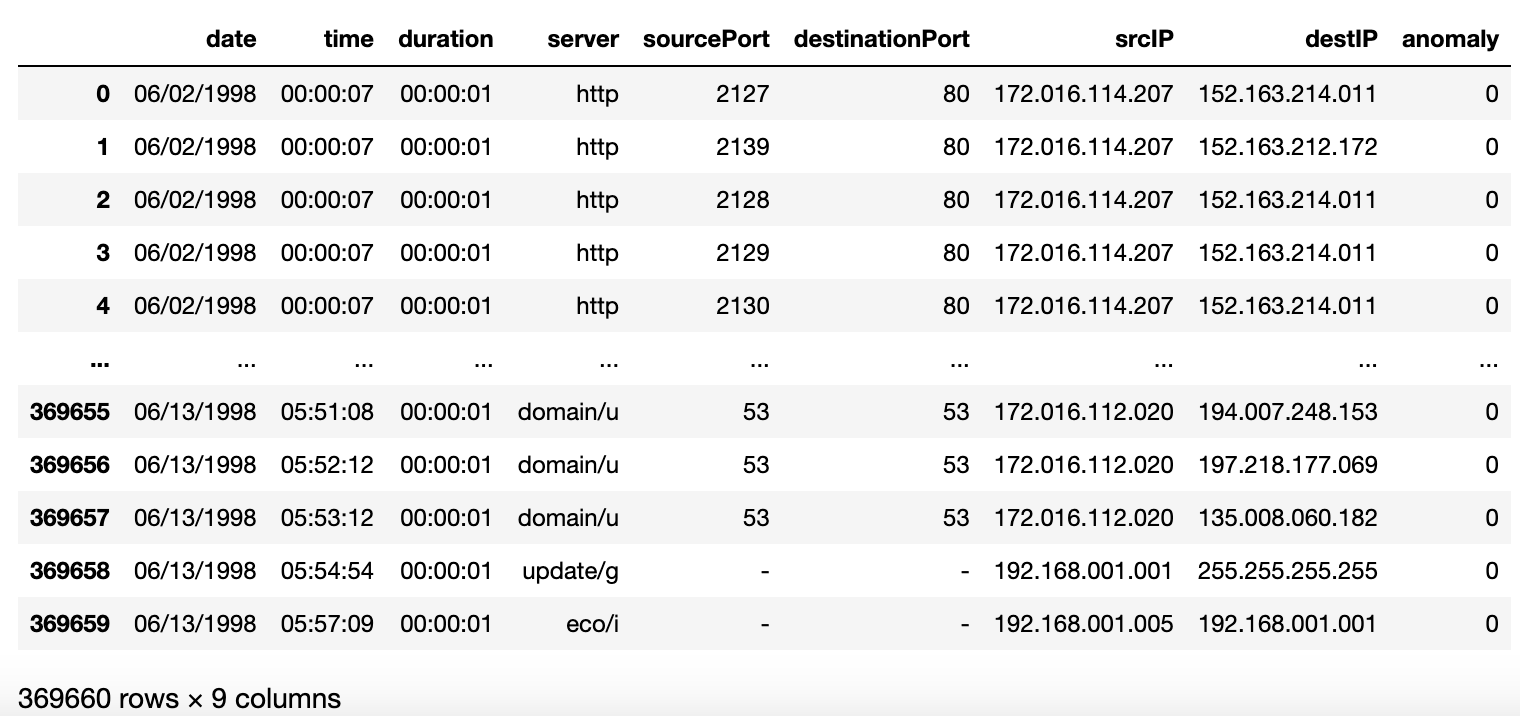 date time duration server sourcePort destinationPort srcIP destIP anomaly
0 06/02/1998 00:00:07 00:00:01 http 2127 80 172.016.114.207 152.163.214.011 0
1 06/02/1998 00:00:07 00:00:01 http 2139 80 172.016.114.207 152.163.212.172 0
2 06/02/1998 00:00:07 00:00:01 http 2128 80 172.016.114.207 152.163.214.011 0
3 06/02/1998 00:00:07 00:00:01 http 2129 80 172.016.114.207 152.163.214.011 0
4 06/02/1998 00:00:07 00:00:01 http 2130 80 172.016.114.207 152.163.214.011 0
... ... ... ... ... ... ... ... ... ...
369655 06/13/1998 05:51:08 00:00:01 domain/u 53 53 172.016.112.020 194.007.248.153 0
369656 06/13/1998 05:52:12 00:00:01 domain/u 53 53 172.016.112.020 197.218.177.069 0
369657 06/13/1998 05:53:12 00:00:01 domain/u 53 53 172.016.112.020 135.008.060.182 0
369658 06/13/1998 05:54:54 00:00:01 update/g - - 192.168.001.001 255.255.255.255 0
369659 06/13/1998 05:57:09 00:00:01 eco/i - - 192.168.001.005 192.168.001.001 0
369660 rows × 9 columns